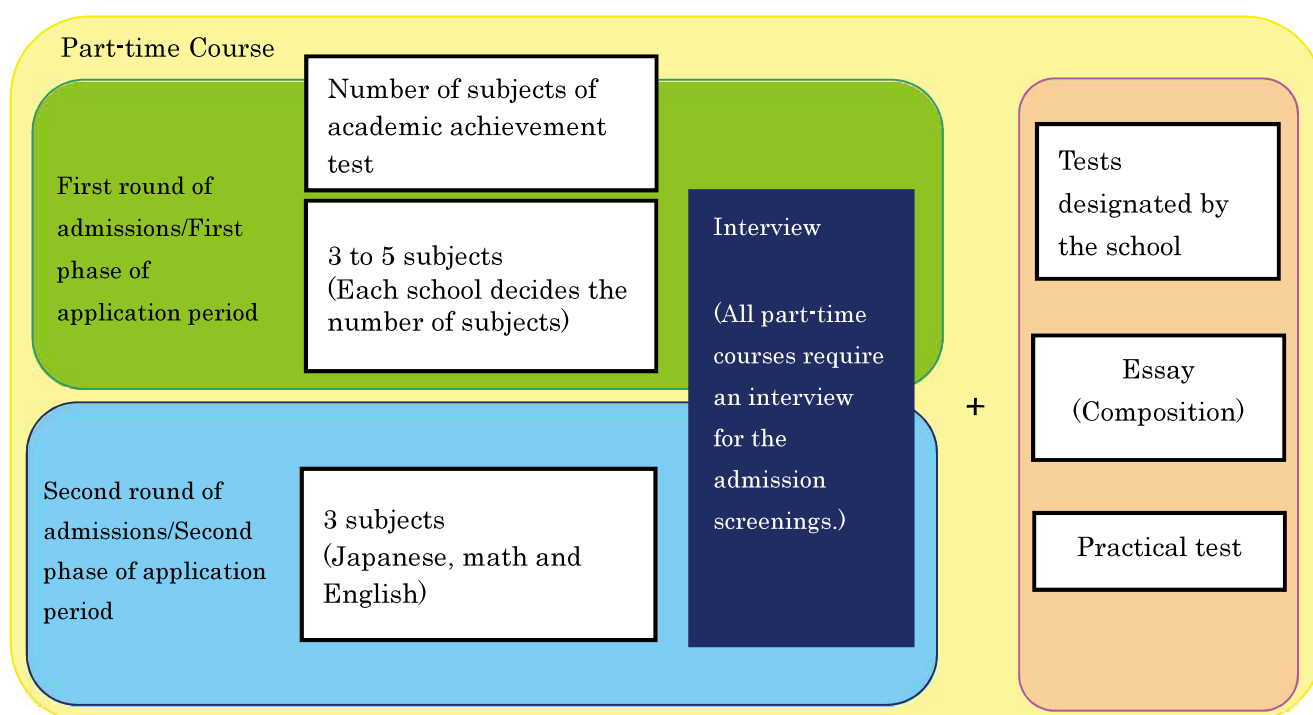 Part-time Course
Number of subjects of
academic achievement
test
First round of
admissions/First
phase of
application period
3 to 5 subjects
(Each school decides the
number of subjects)
Second round of
admissions/Second
phase of application
period
3 subjects
(Japanese, math and
English)
Interview
(All part-time
courses require
an interview
for the
admission
screenings.)
+
Tests
designated by
the school
Essay
(Composition)
Practical test